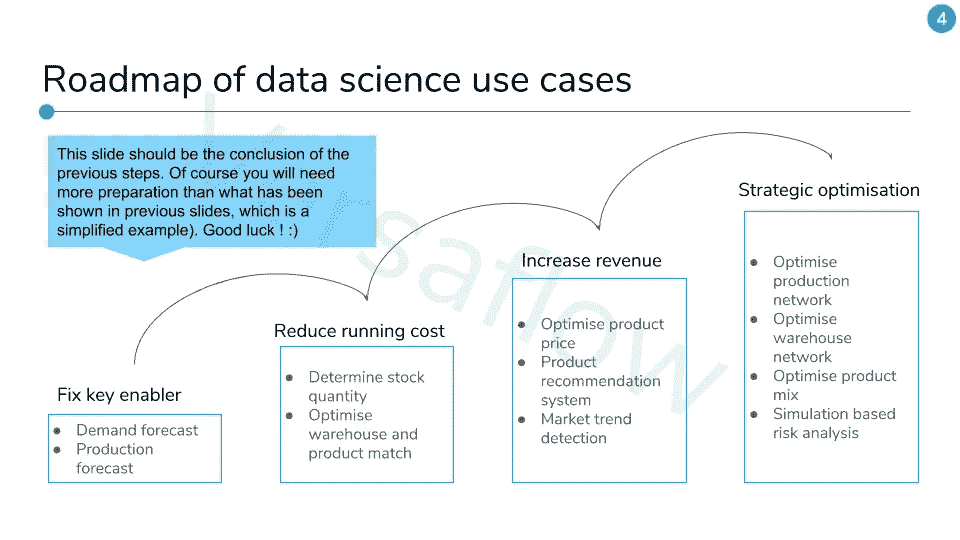 4
Roadmap of data science use cases
This slide should be the conclusion of the
previous steps. Of course you will need
more preparation than what has been
shown in previous slides, which is a
simplified example). Good luck ! :)
Fix key enabler
● Demand forecast
● Production
forecast
Reduce running cost
● Determine stock
quantity
● Optimise
warehouse and
product match
Increase revenue
● Optimise product
price
● Product
recommendation
system
● Market trend
detection
Strategic optimisation
● Optimise
production
network
● Optimise
warehouse
network
● Optimise product
mix
● Simulation based
risk analysis